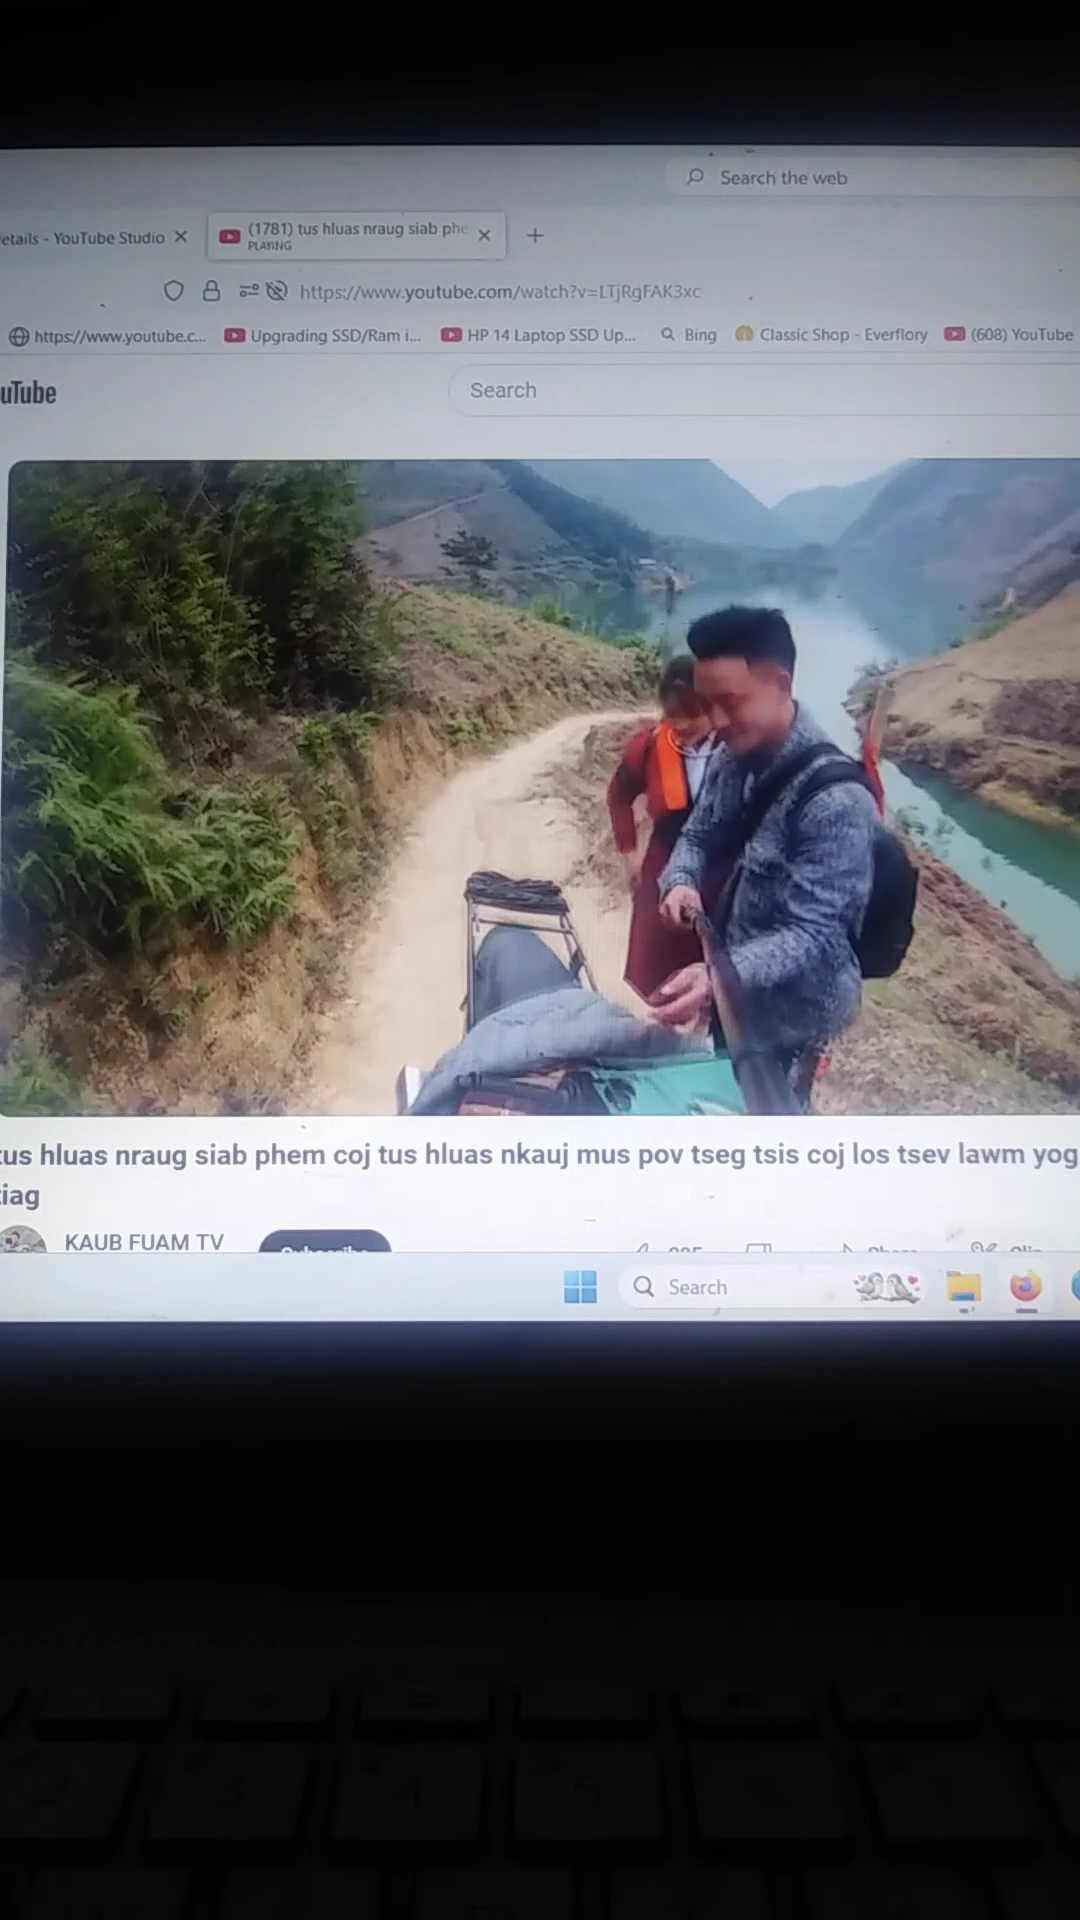 Search the web
etails - YouTube Studio
(1781) tus hluas nraug siab phe
PLAYING
https://www.youtube.com/watch?v=LTjRgFAK3xc
https://www.youtube.c... Upgrading SSD/Ram i... HP 14 Laptop SSD Up... Bing Classic Shop - Everflory (608) YouTube
uTube
Search
tus hluas nraug siab phem coj tus hluas nkauj mus pov tseg tsis coj los tsev lawm yog
tiag
KAUB FUAM TV
Subscribe
Search